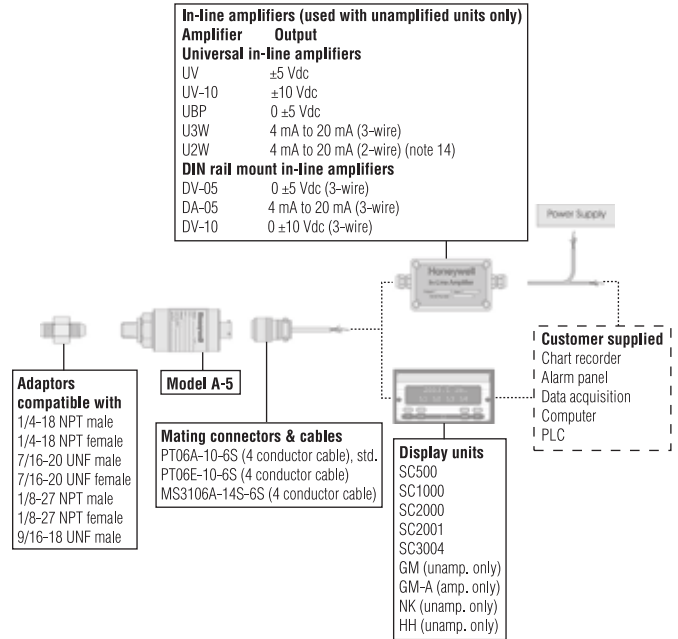 In-line amplifiers (used with unamplified units only)
Amplifier Output
Universal in-line amplifiers
UV ±5 Vdc
UV-10 ±10 Vdc
UBP 0 ±5 Vdc
U3W 4 mA to 20 mA (3-wire)
U2W 4 mA to 20 mA (2-wire) (note 14)
DIN rail mount in-line amplifiers
DV-05 0 ±5 Vdc (3-wire)
DA-05 4 mA to 20 mA (3-wire)
DV-10 0 ±10 Vdc (3-wire)
Power Supply
Honeywell
In-Line Amplifier
Adaptors
compatible with
1/4-18 NPT male
1/4-18 NPT female
7/16-20 UNF male
7/16-20 UNF female
1/8-27 NPT male
1/8-27 NPT female
9/16-18 UNF male
Model A-5
Mating connectors & cables
PT06A-10-6S (4 conductor cable), std.
PT06E-10-6S (4 conductor cable)
MS3106A-14S-6S (4 conductor cable)
Display units
SC500
SC1000
SC2000
SC2001
SC3004
GM (unamp. only)
GM-A (amp. only)
NK (unamp. only)
HH (unamp. only)
Customer supplied
Chart recorder
Alarm panel
Data acquisition
Computer
PLC